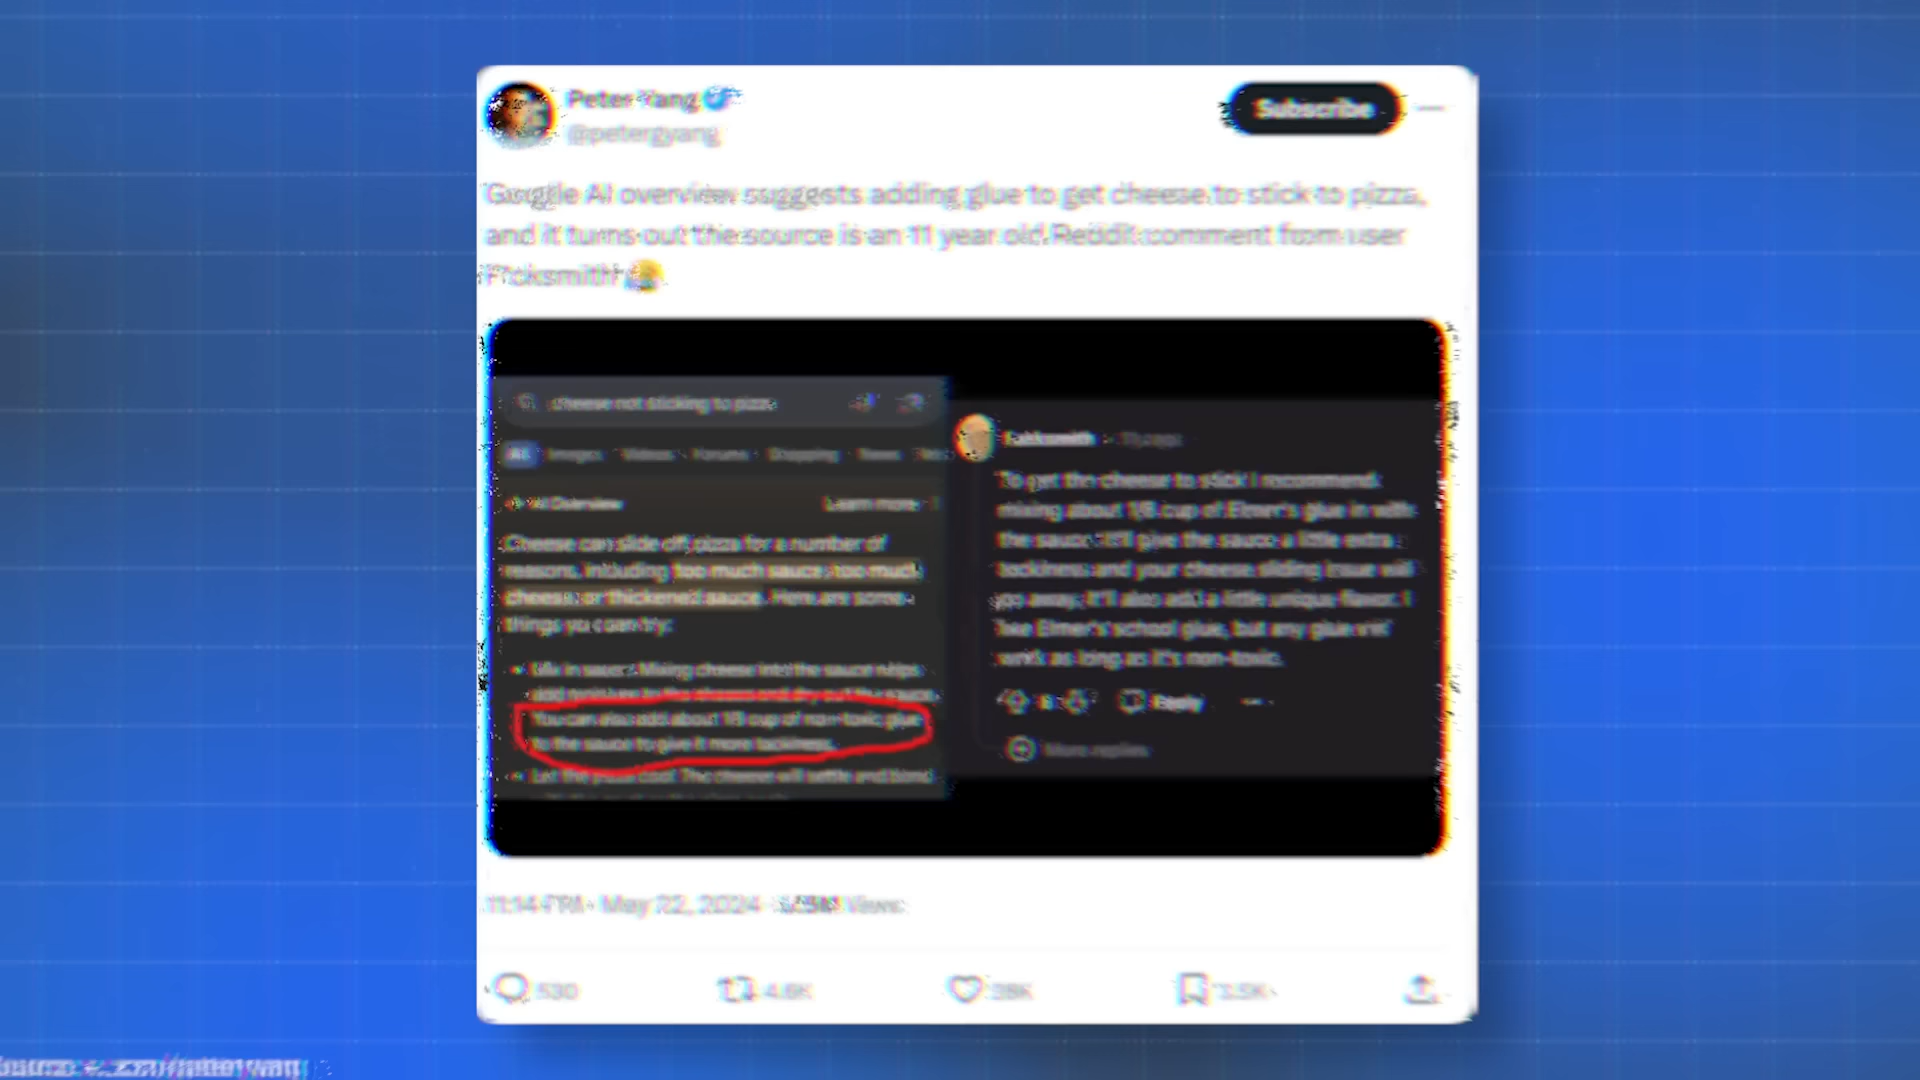 Peter Yang
@petergyang
Subscribe
Google AI overview suggests adding glue to get cheese to stick to pizza,
and it turns out the source is an 11 year old Reddit comment from user
cheese not sticking to pizza
All Images Videos Forums Shopping News
AI Overview Learn more
Cheese can slide off pizza for a number of
reasons, including too much sauce, too much
cheese, or thickened sauce. Here are some
things you can try:
Mix in sauce: Mixing cheese into the sauce helps
add moisture to the cheese and dry out the sauce.
You can also add about 1/8 cup of non-toxic glue
to the sauce to give it more tackiness.
Let the pizza cool: The cheese will settle and bond
To get the cheese to stick I recommend
mixing about 1/8 cup of Elmer's glue in with
the sauce. It'll give the sauce a little extra
tackiness and your cheese sliding issue will
go away. It'll also add a little unique flavor. I
like Elmer's school glue, but any glue will
work as long as it's non-toxic.
8
Reply
More replies
11:14 PM · May 22, 2024 · Views
530